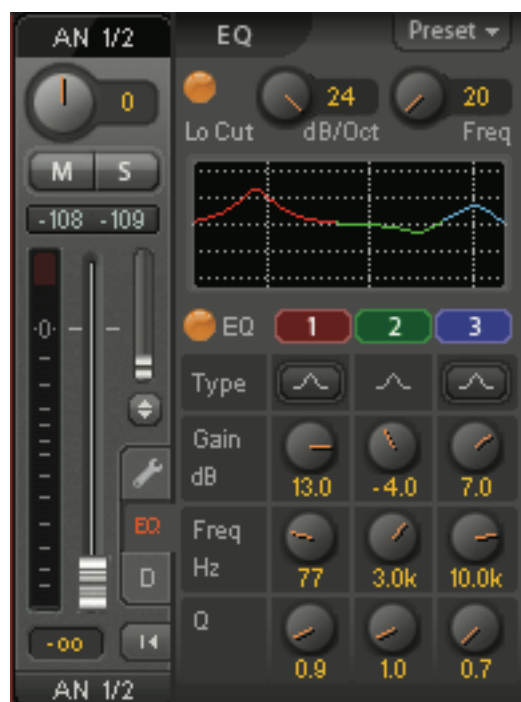 AN 1/2 EQ Preset
0 24 20
Lo Cut dB/Oct Freq
M S
-108 -109
-0-
EQ 1 2 3
Type
Gain
dB
13.0 -4.0 7.0
EQ
Freq
Hz
D
77 3.0k 10.0k
Q
-oo
0.9 1.0 0.7
AN 1/2